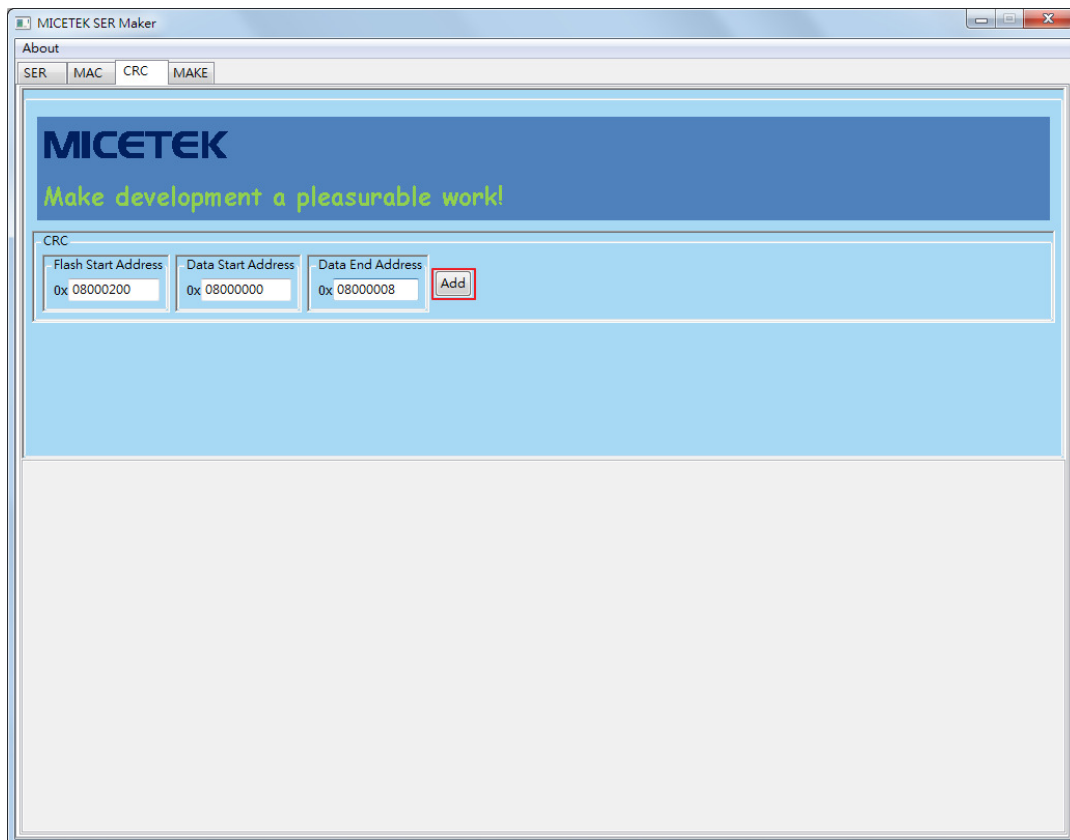 MICETEK SER Maker
About
SER MAC CRC MAKE
MICETEK
Make development a pleasurable work!
CRC
Flash Start Address Data Start Address Data End Address
0x 08000200 0x 08000000 0x 08000008 Add